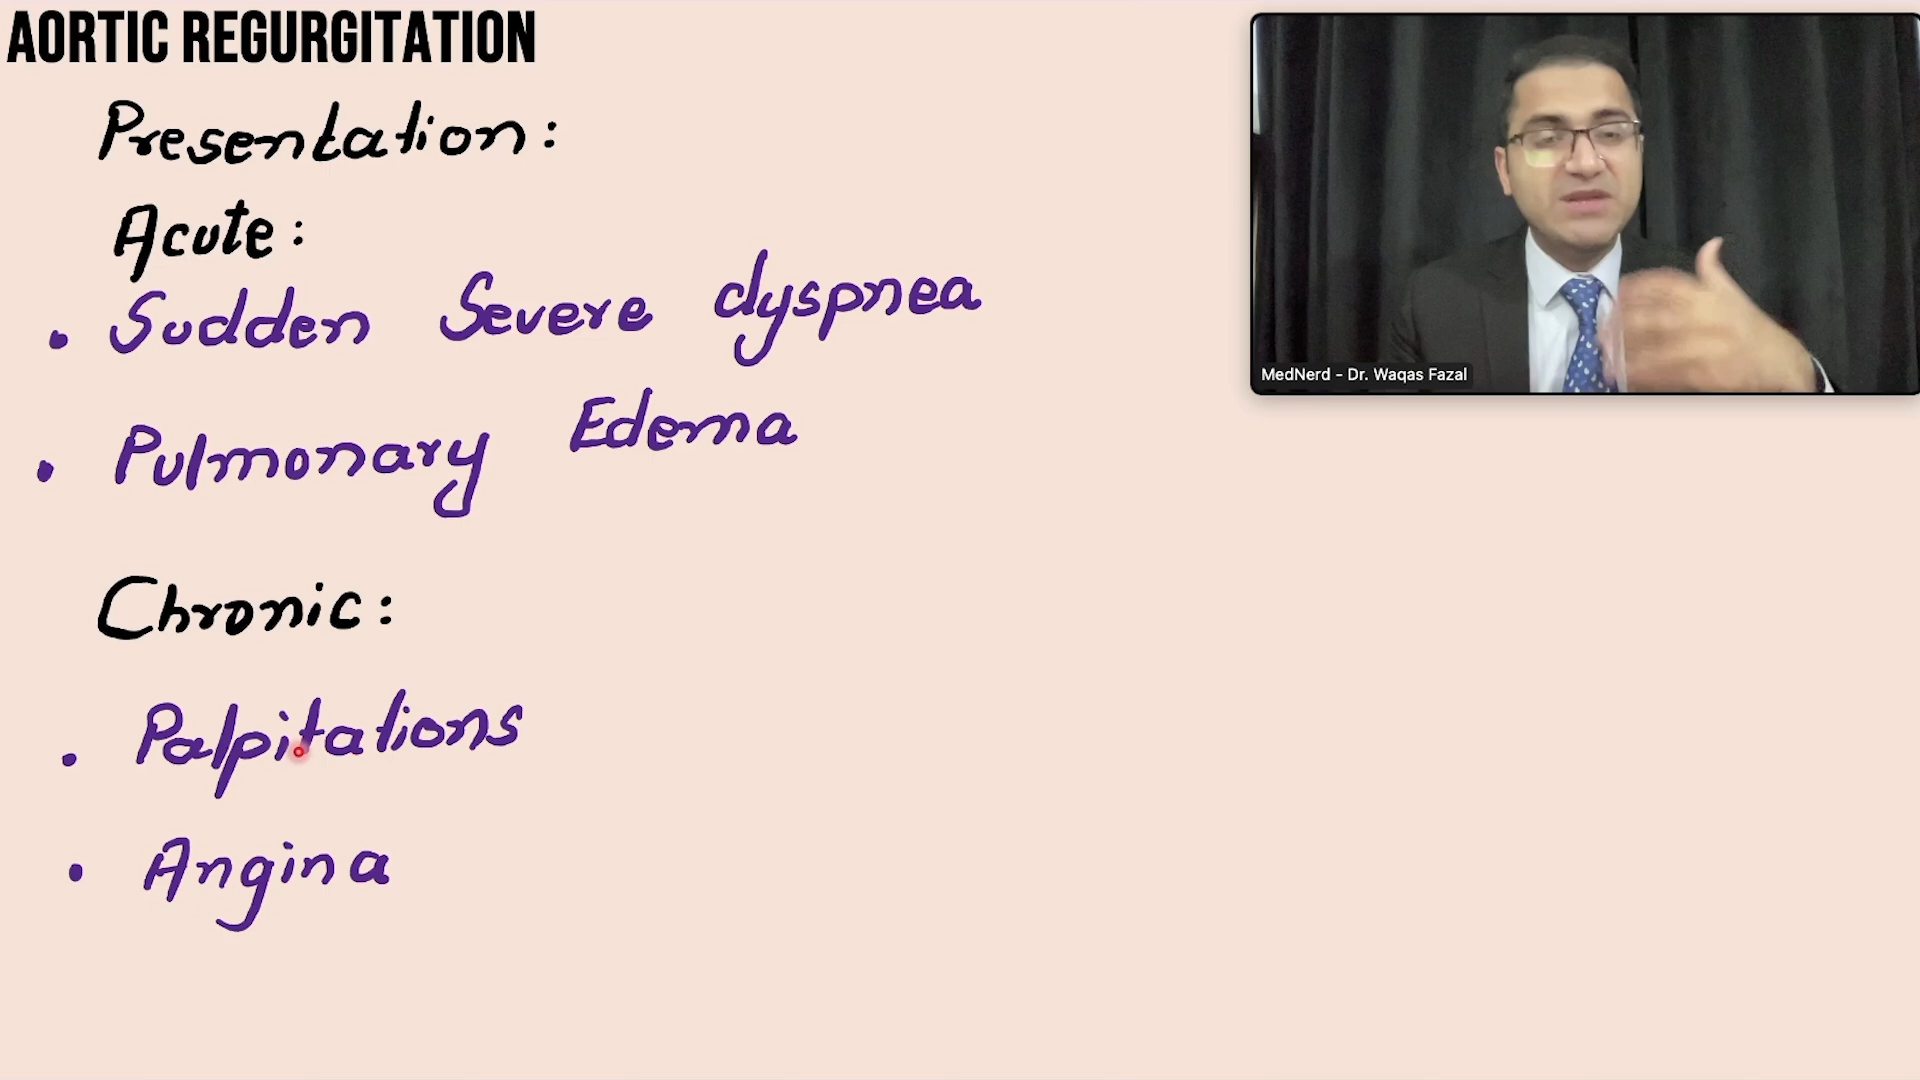 AORTIC REGURGITATION
Presentation:
Acute:
• Sudden Severe dyspnea
• Pulmonary Edema
Chronic:
• Palpitations
• Angina
MedNerd - Dr. Waqas Fazal